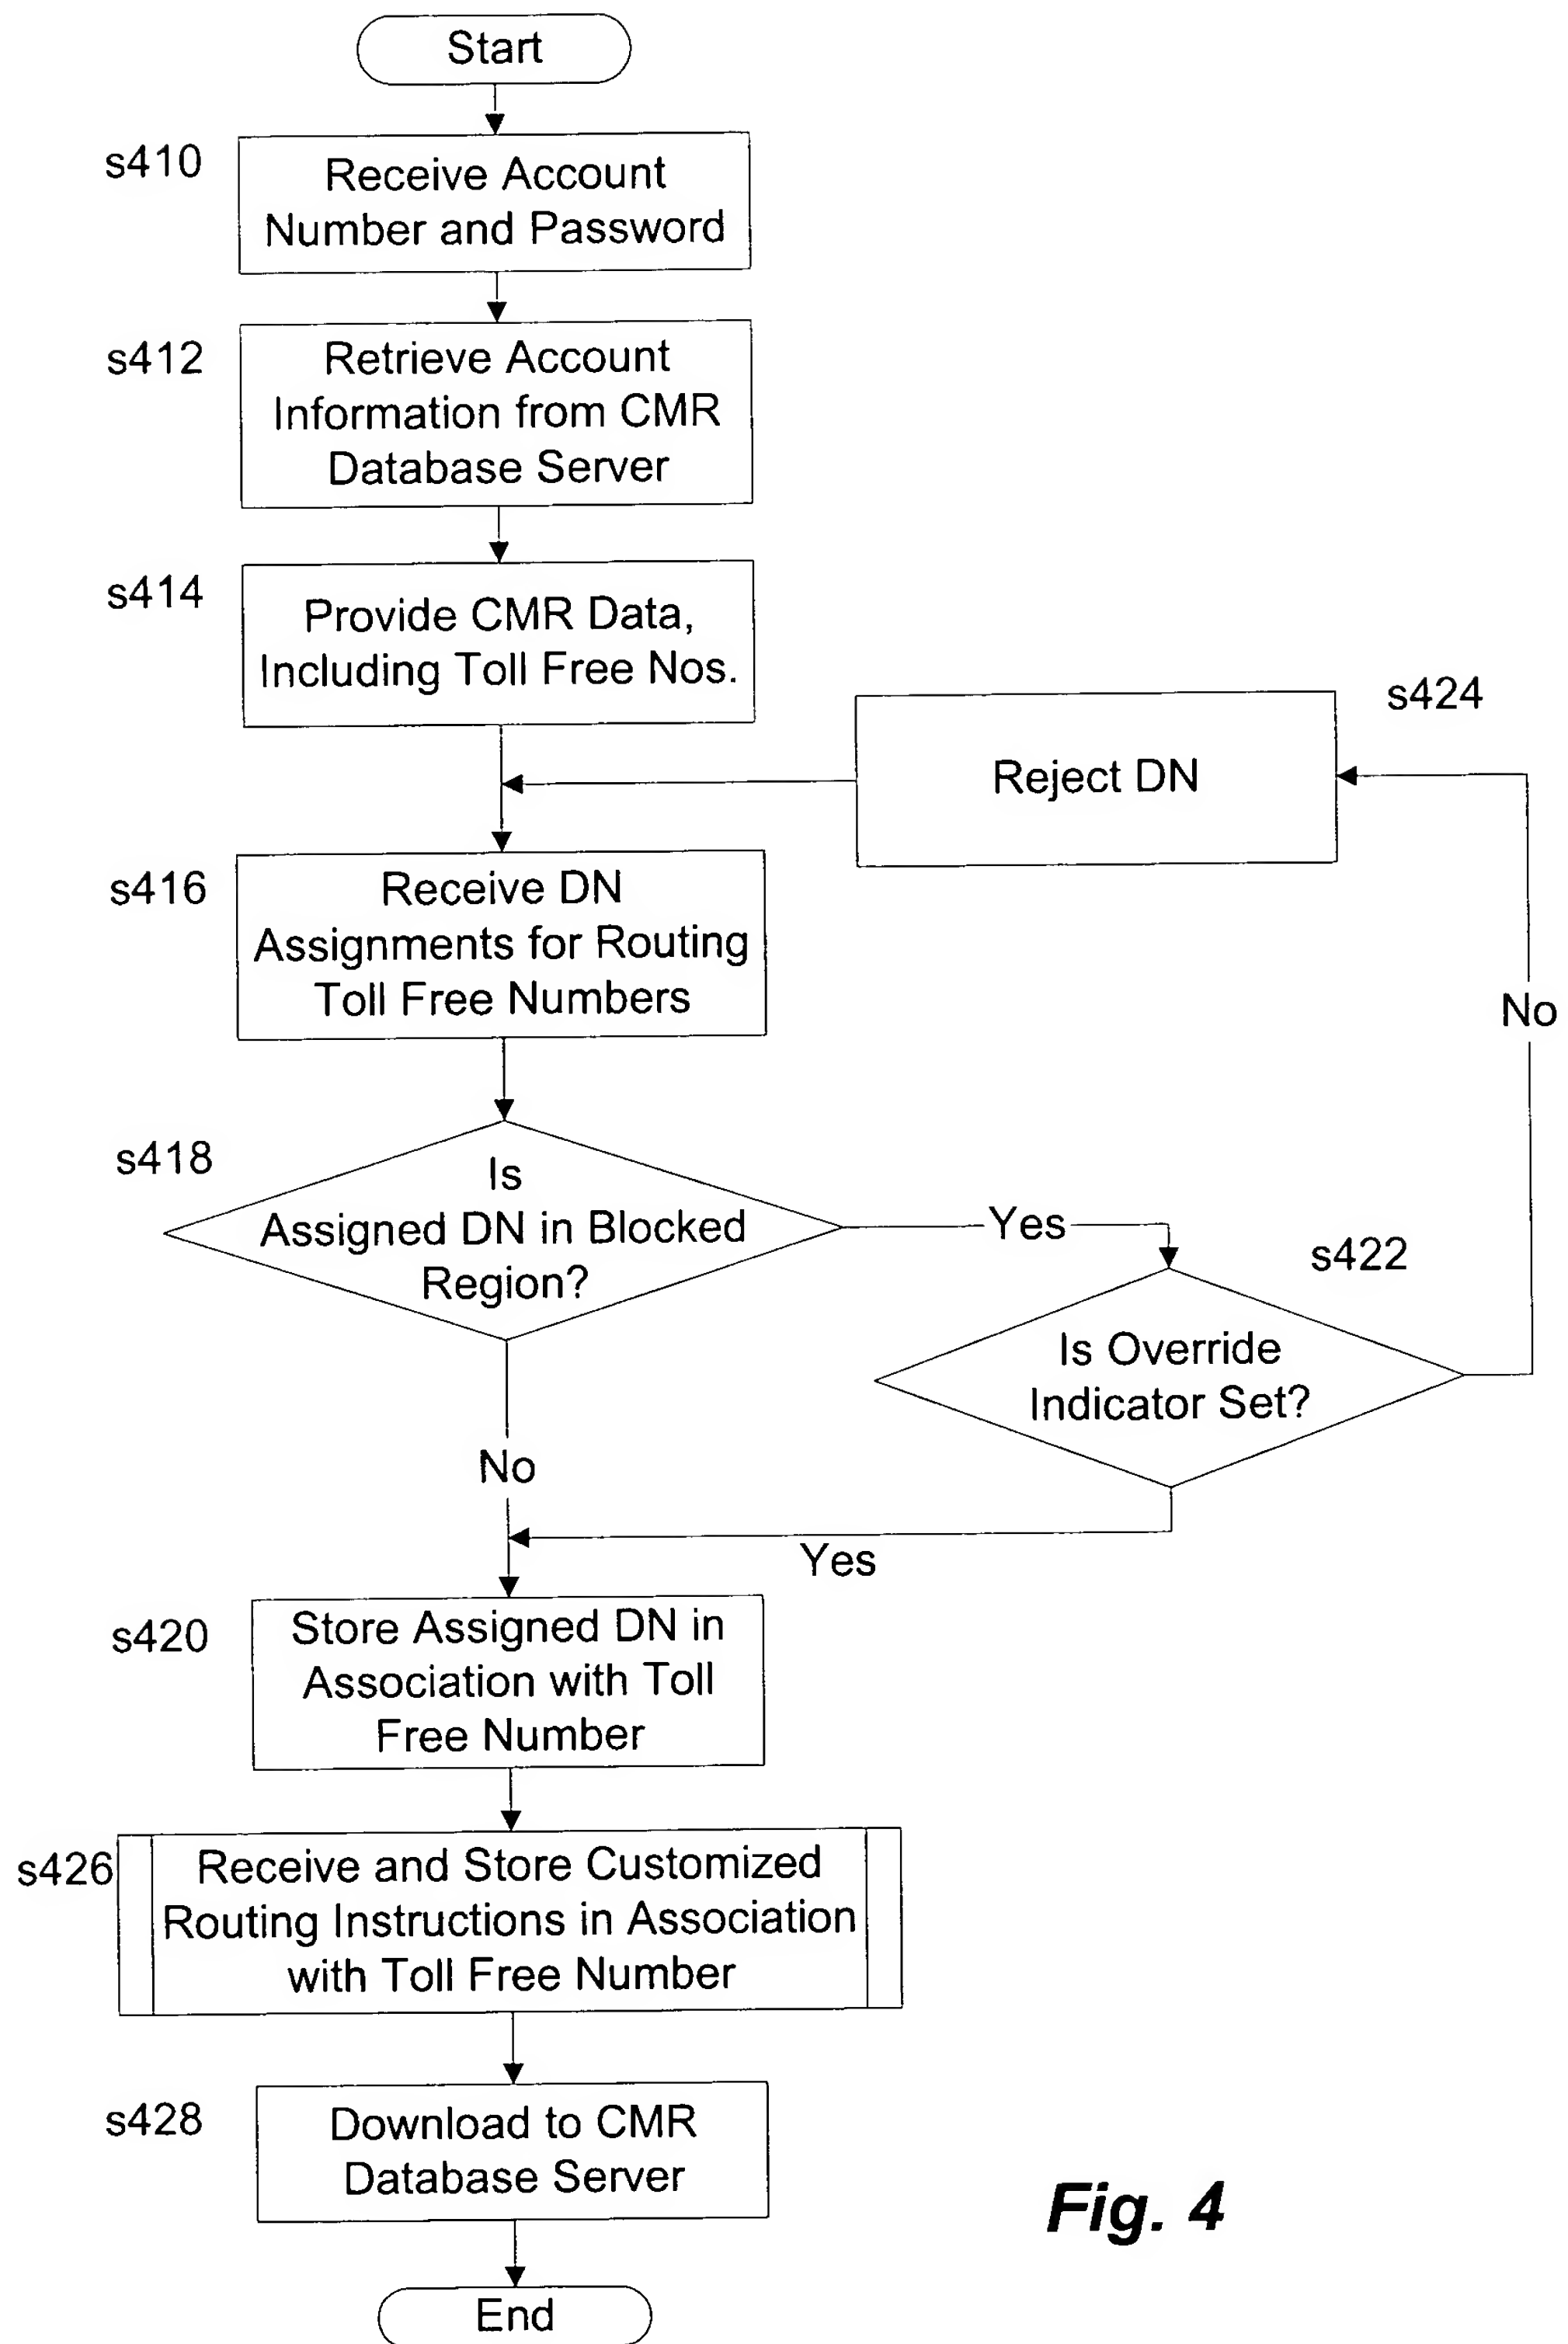 Start
s410
Receive Account
Number and Password
s412
Retrieve Account
Information from CMR
Database Server
s414
Provide CMR Data,
Including Toll Free Nos.
s424
Reject DN
s416
Receive DN
Assignments for Routing
Toll Free Numbers
No
s418
Is
Assigned DN in Blocked
Region?
Yes
s422
Is Override
Indicator Set?
No
Yes
s420
Store Assigned DN in
Association with Toll
Free Number
s426
Receive and Store Customized
Routing Instructions in Association
with Toll Free Number
s428
Download to CMR
Database Server
Fig. 4
End